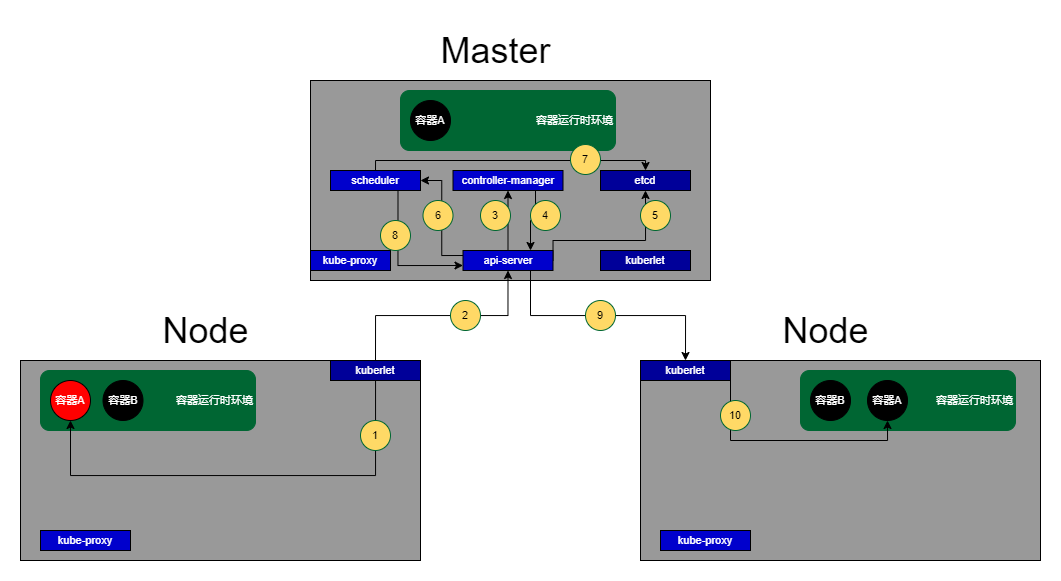 Master
容器A
容器运行时环境
7
scheduler
controller-manager
etcd
6
3
4
5
8
kube-proxy
api-server
kuberlet
2
9
Node
Node
kuberlet
kuberlet
容器A
容器B
容器运行时环境
容器B
容器A
容器运行时环境
1
10
kube-proxy
kube-proxy